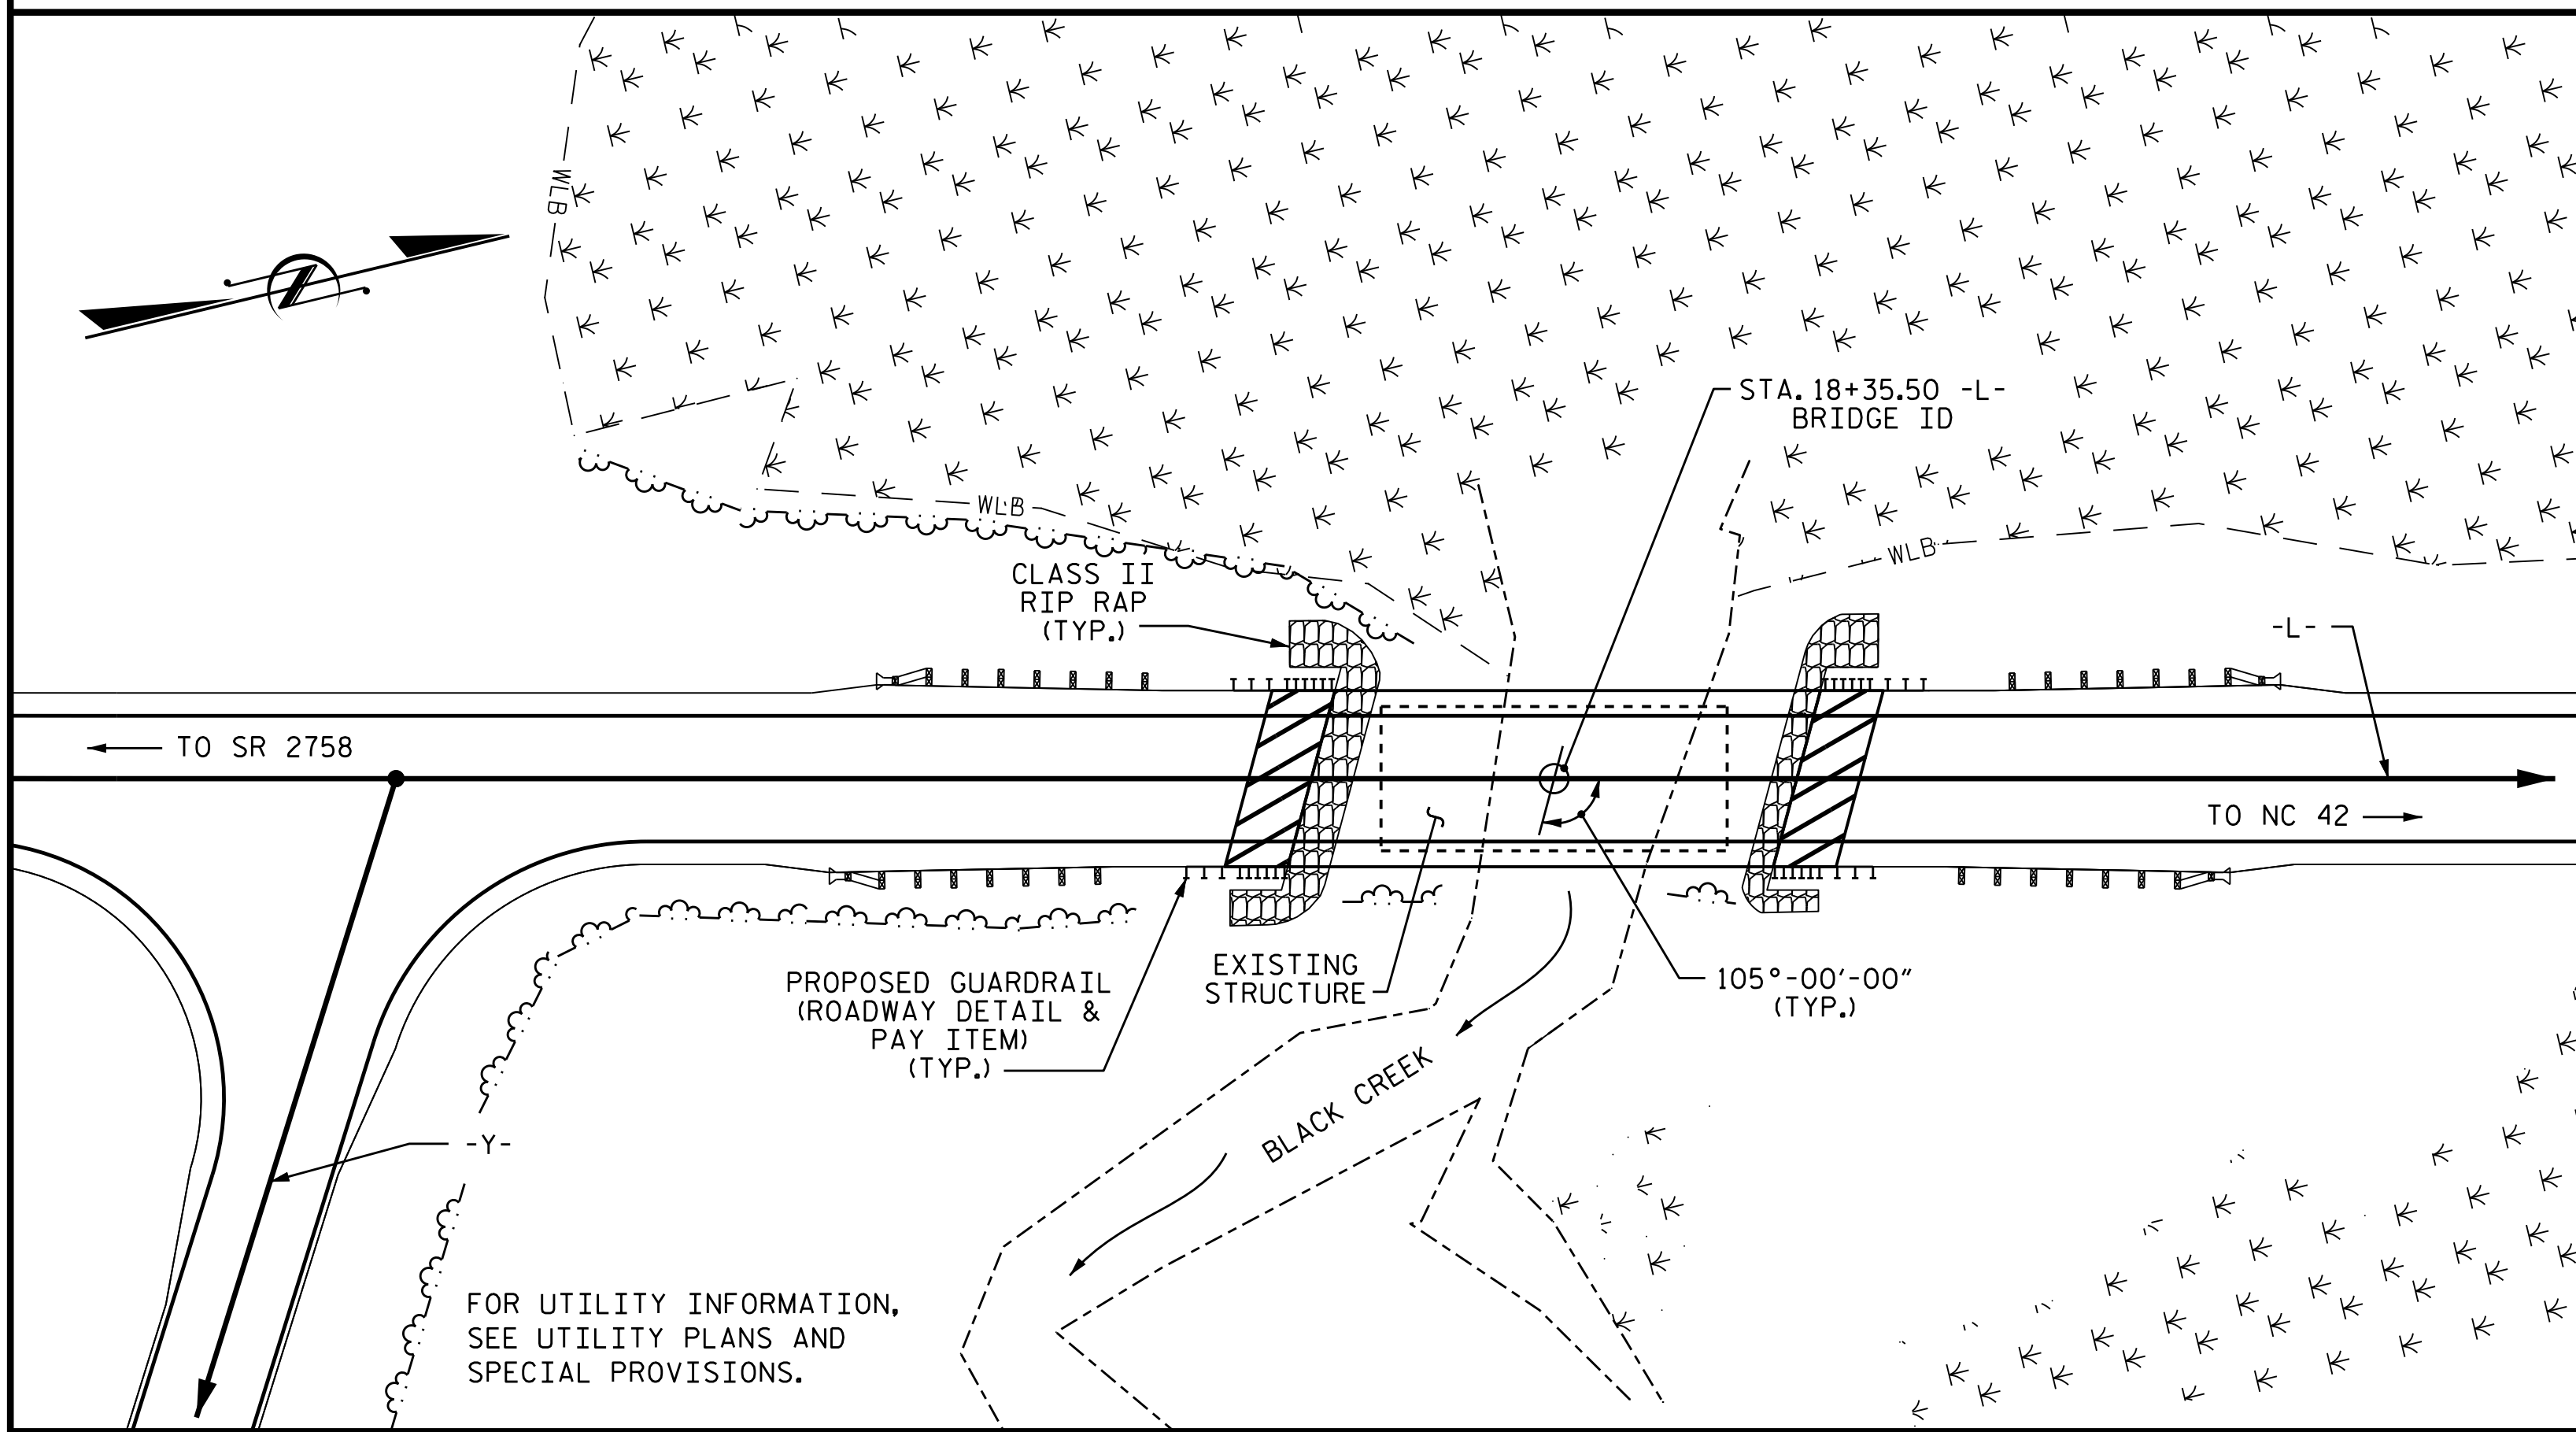 WLB
STA. 18+35.50 -L-
BRIDGE ID
WLB
WLB
CLASS II
RIP RAP
(TYP.)
-L-
TO SR 2758
TO NC 42
PROPOSED GUARDRAIL
(ROADWAY DETAIL &
PAY ITEM)
(TYP.)
EXISTING
STRUCTURE
105°-00'-00"
(TYP.)
BLACK CREEK
-Y-
FOR UTILITY INFORMATION,
SEE UTILITY PLANS AND
SPECIAL PROVISIONS.